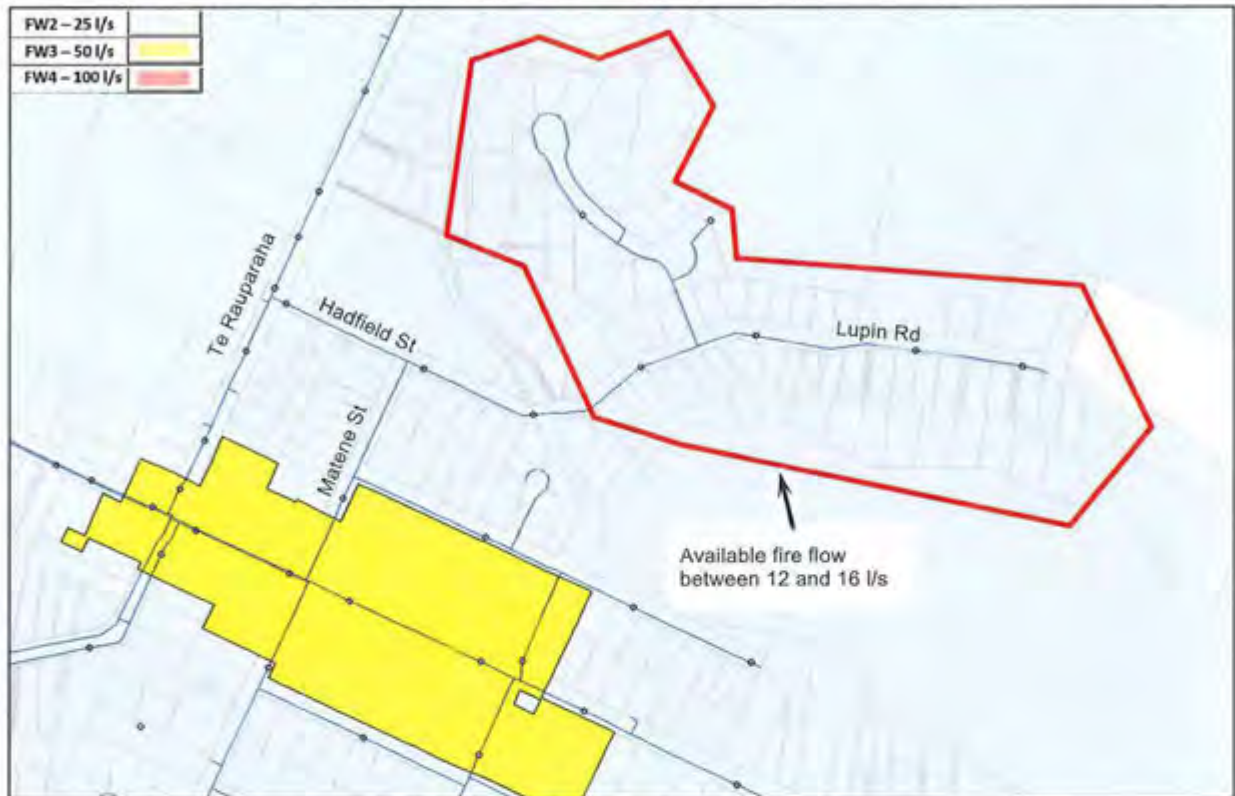 FW2 – 25 l/s
FW3 – 50 l/s
FW4 – 100 l/s
Te Rauparaha
Hadfield St
Matene St
Lupin Rd
Available fire flow
between 12 and 16 l/s